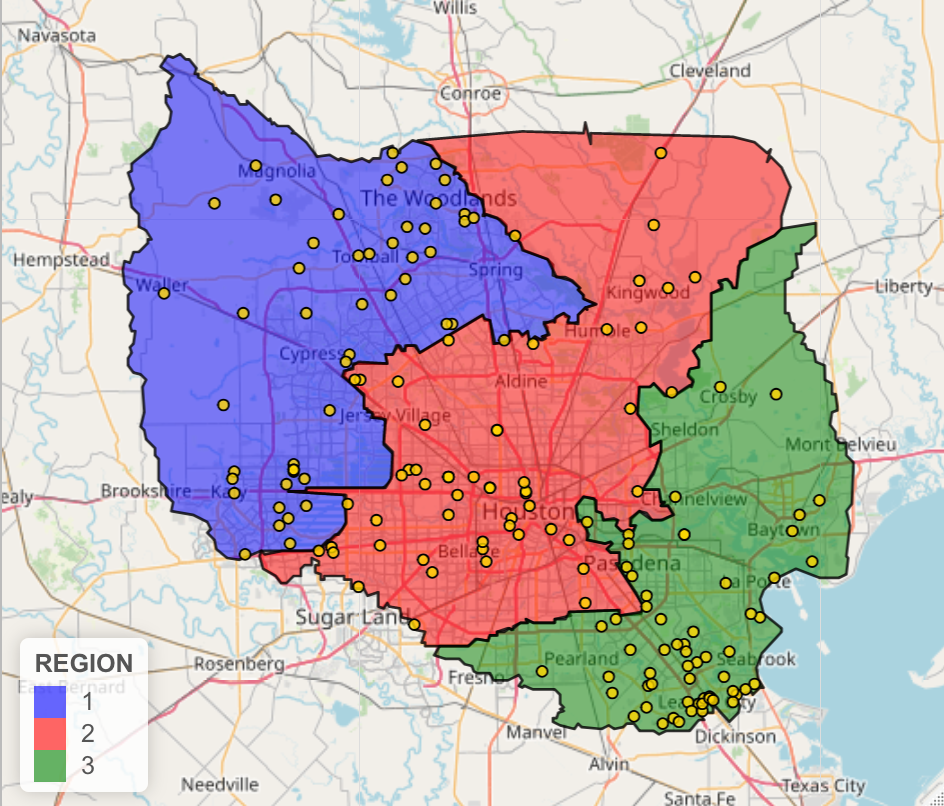 Willis
Navasota
Cleveland
Conroe
Magnolia
The Woodlands
Hempstead
Tomball
Spring
Waller
Kingwood
Liberty
Humble
Cypress
Aldine
Crosby
Jersey Village
Sheldon
Mont Belvieu
Brookshire
Katy
Channelview
ealy
Houston
Baytown
Bellaire
Pasadena
La Porte
Sugar Land
REGION
Rosenberg
Pearland
Seabrook
East Bernard
1
Fresno
League City
2
Manvel
Dickinson
3
Alvin
Needville
Texas City
Santa Fe